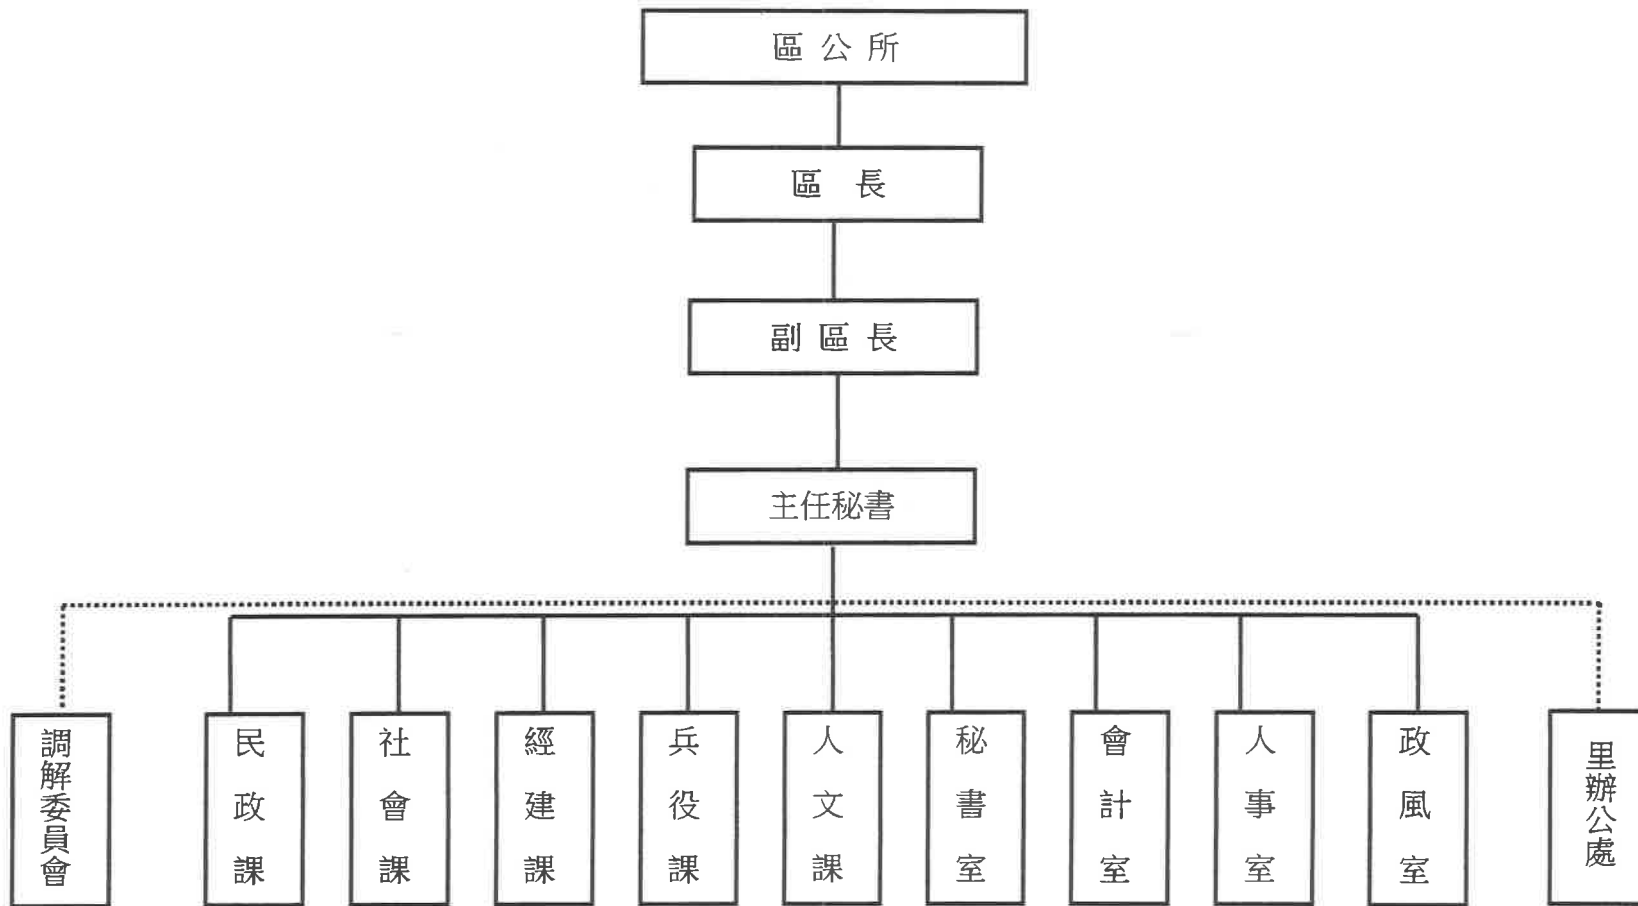 區公所
區長
副區長
主任秘書
調解委員會
民政課
社會課
經建課
兵役課
人文課
秘書室
會計室
人事室
政風室
里辦公處